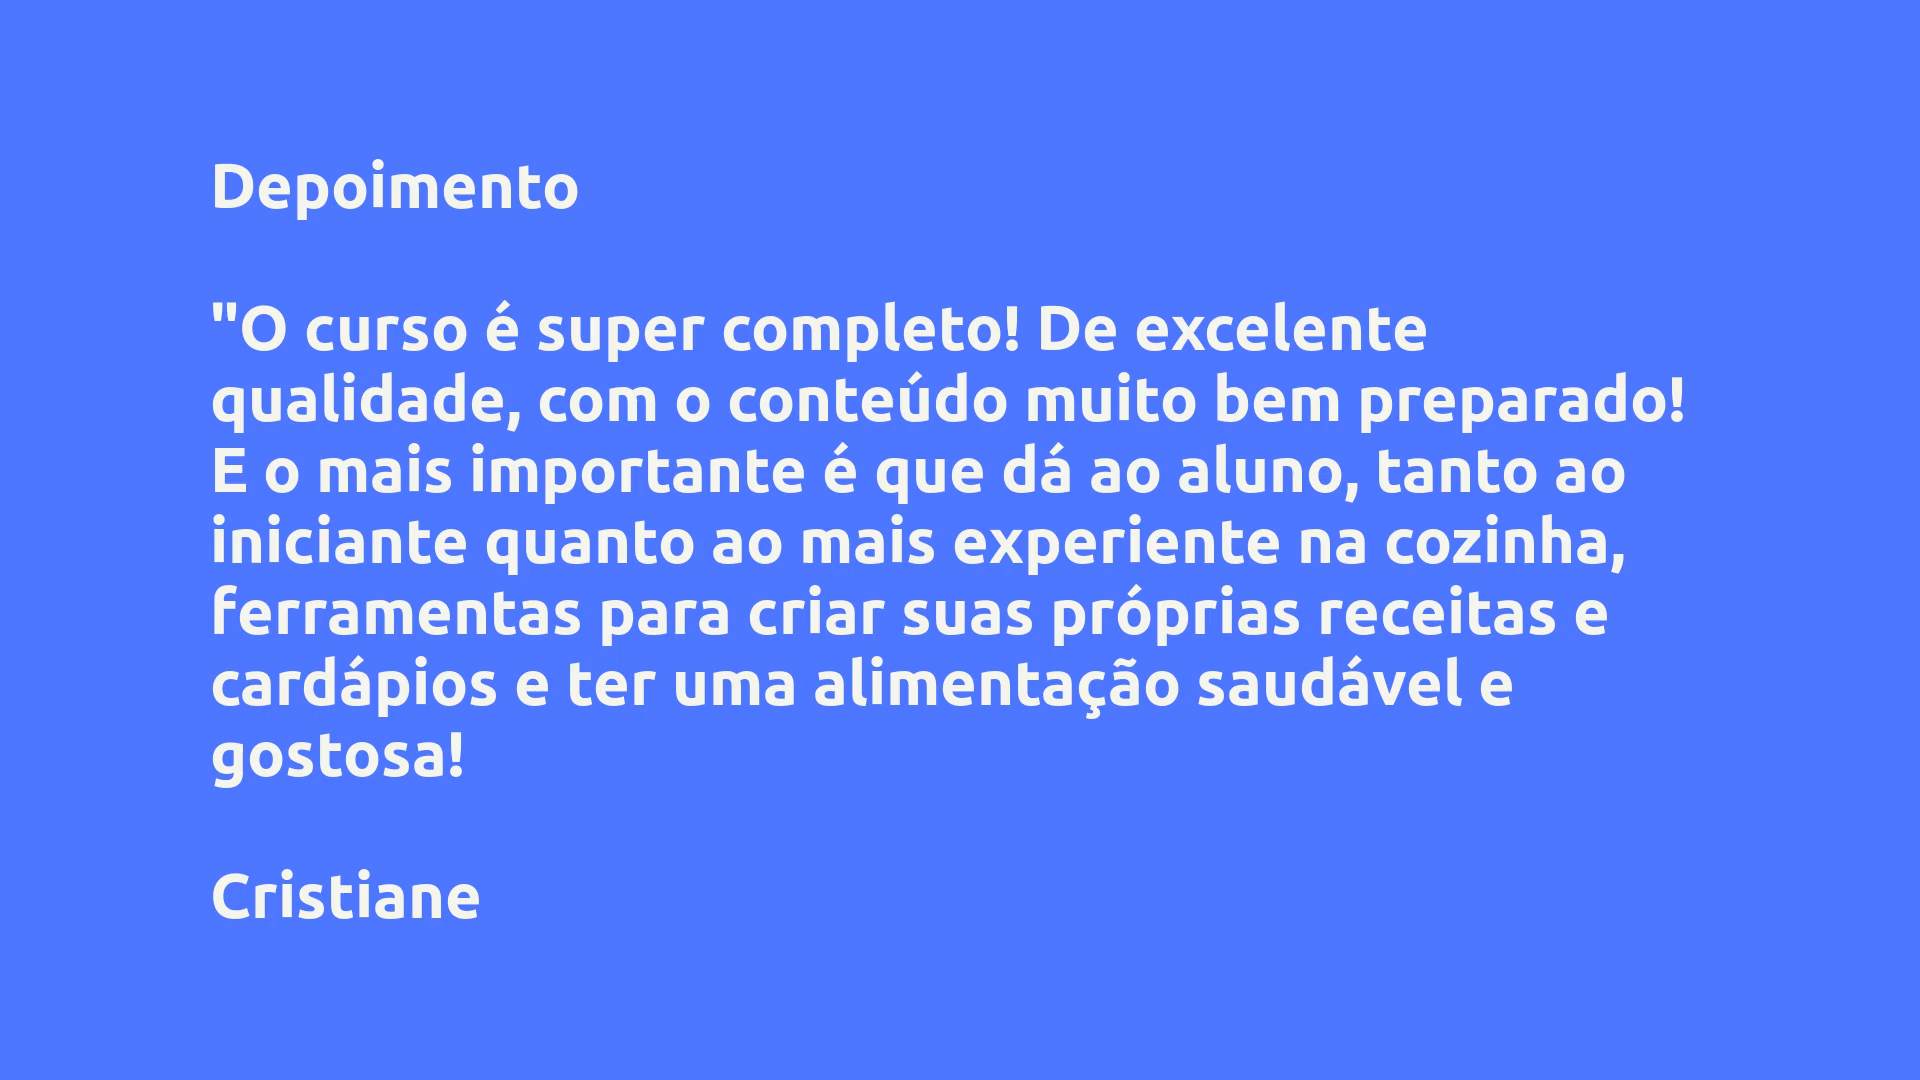 Depoimento
"O curso é super completo! De excelente
qualidade, com o conteúdo muito bem preparado!
E o mais importante é que dá ao aluno, tanto ao
iniciante quanto ao mais experiente na cozinha,
ferramentas para criar suas próprias receitas e
cardápios e ter uma alimentação saudável e
gostosa!
Cristiane